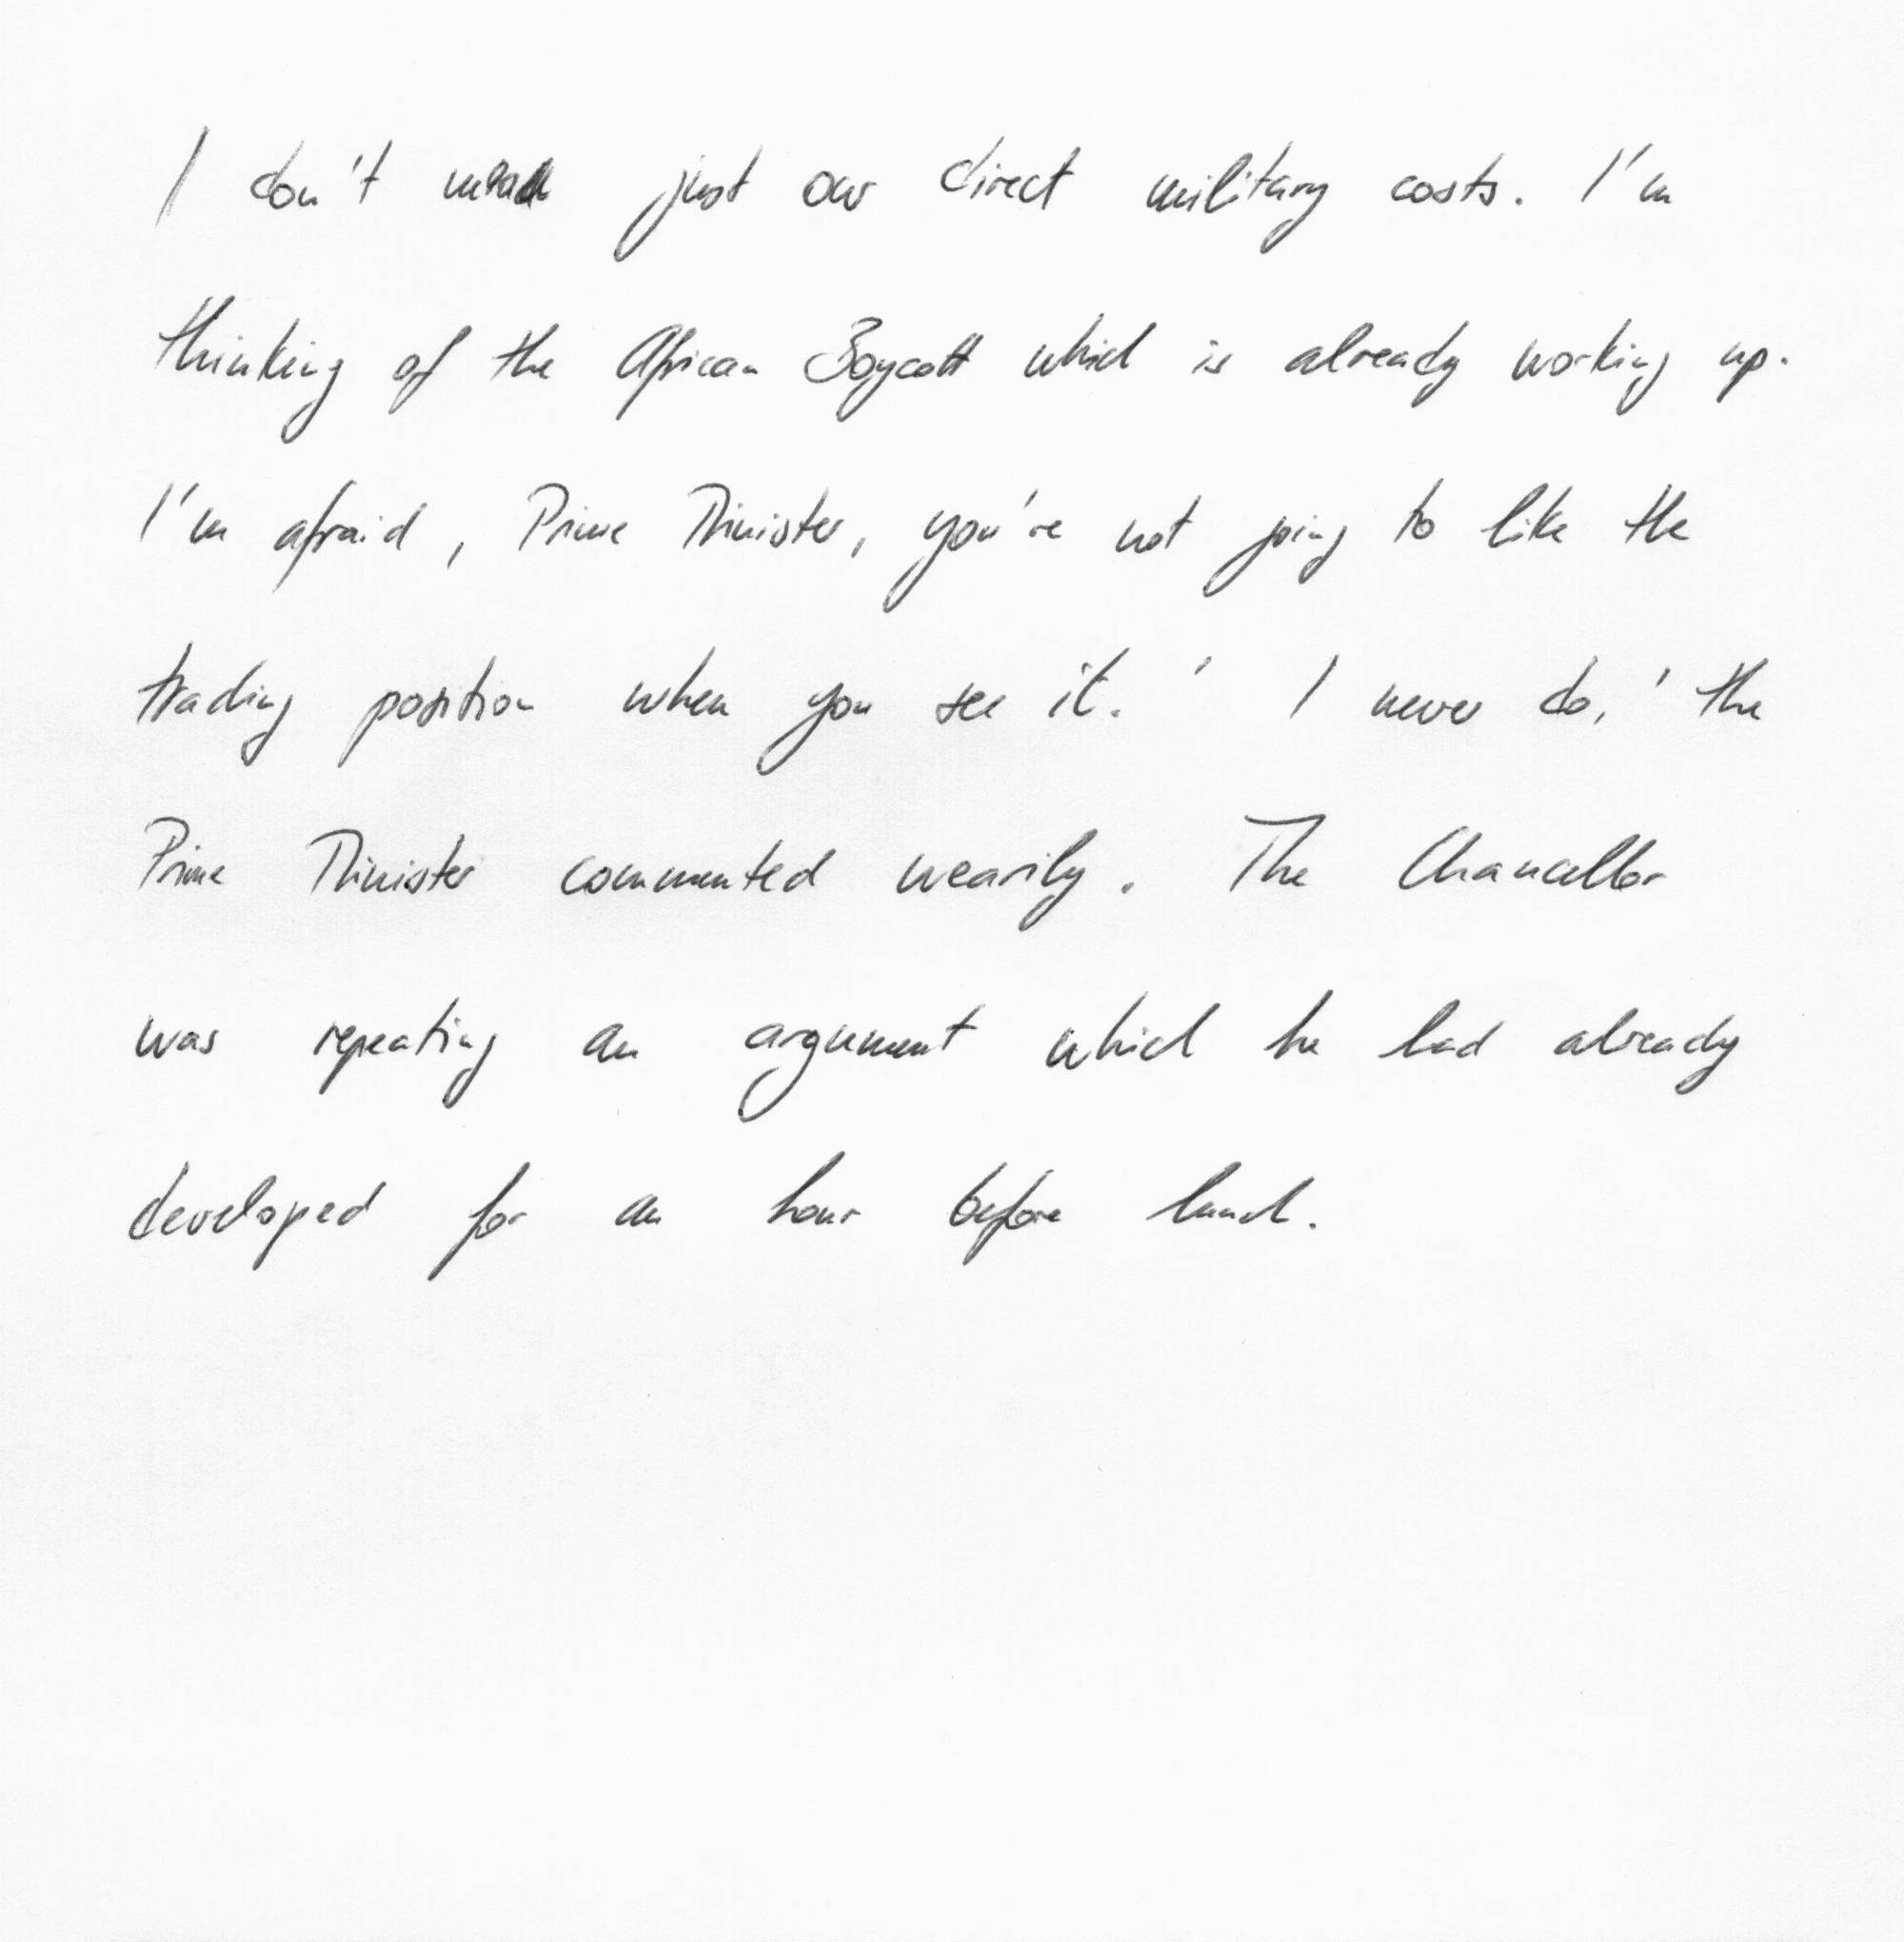 I don't mean just our direct military costs. I'm
thinking of the African Boycott which is already working up.
I'm afraid, Prime Minister, you're not going to like the
trading position when you see it.' I never do,' the
Prime Minister commented wearily. The Chancellor
was repeating an argument which he had already
developed for an hour before lunch.